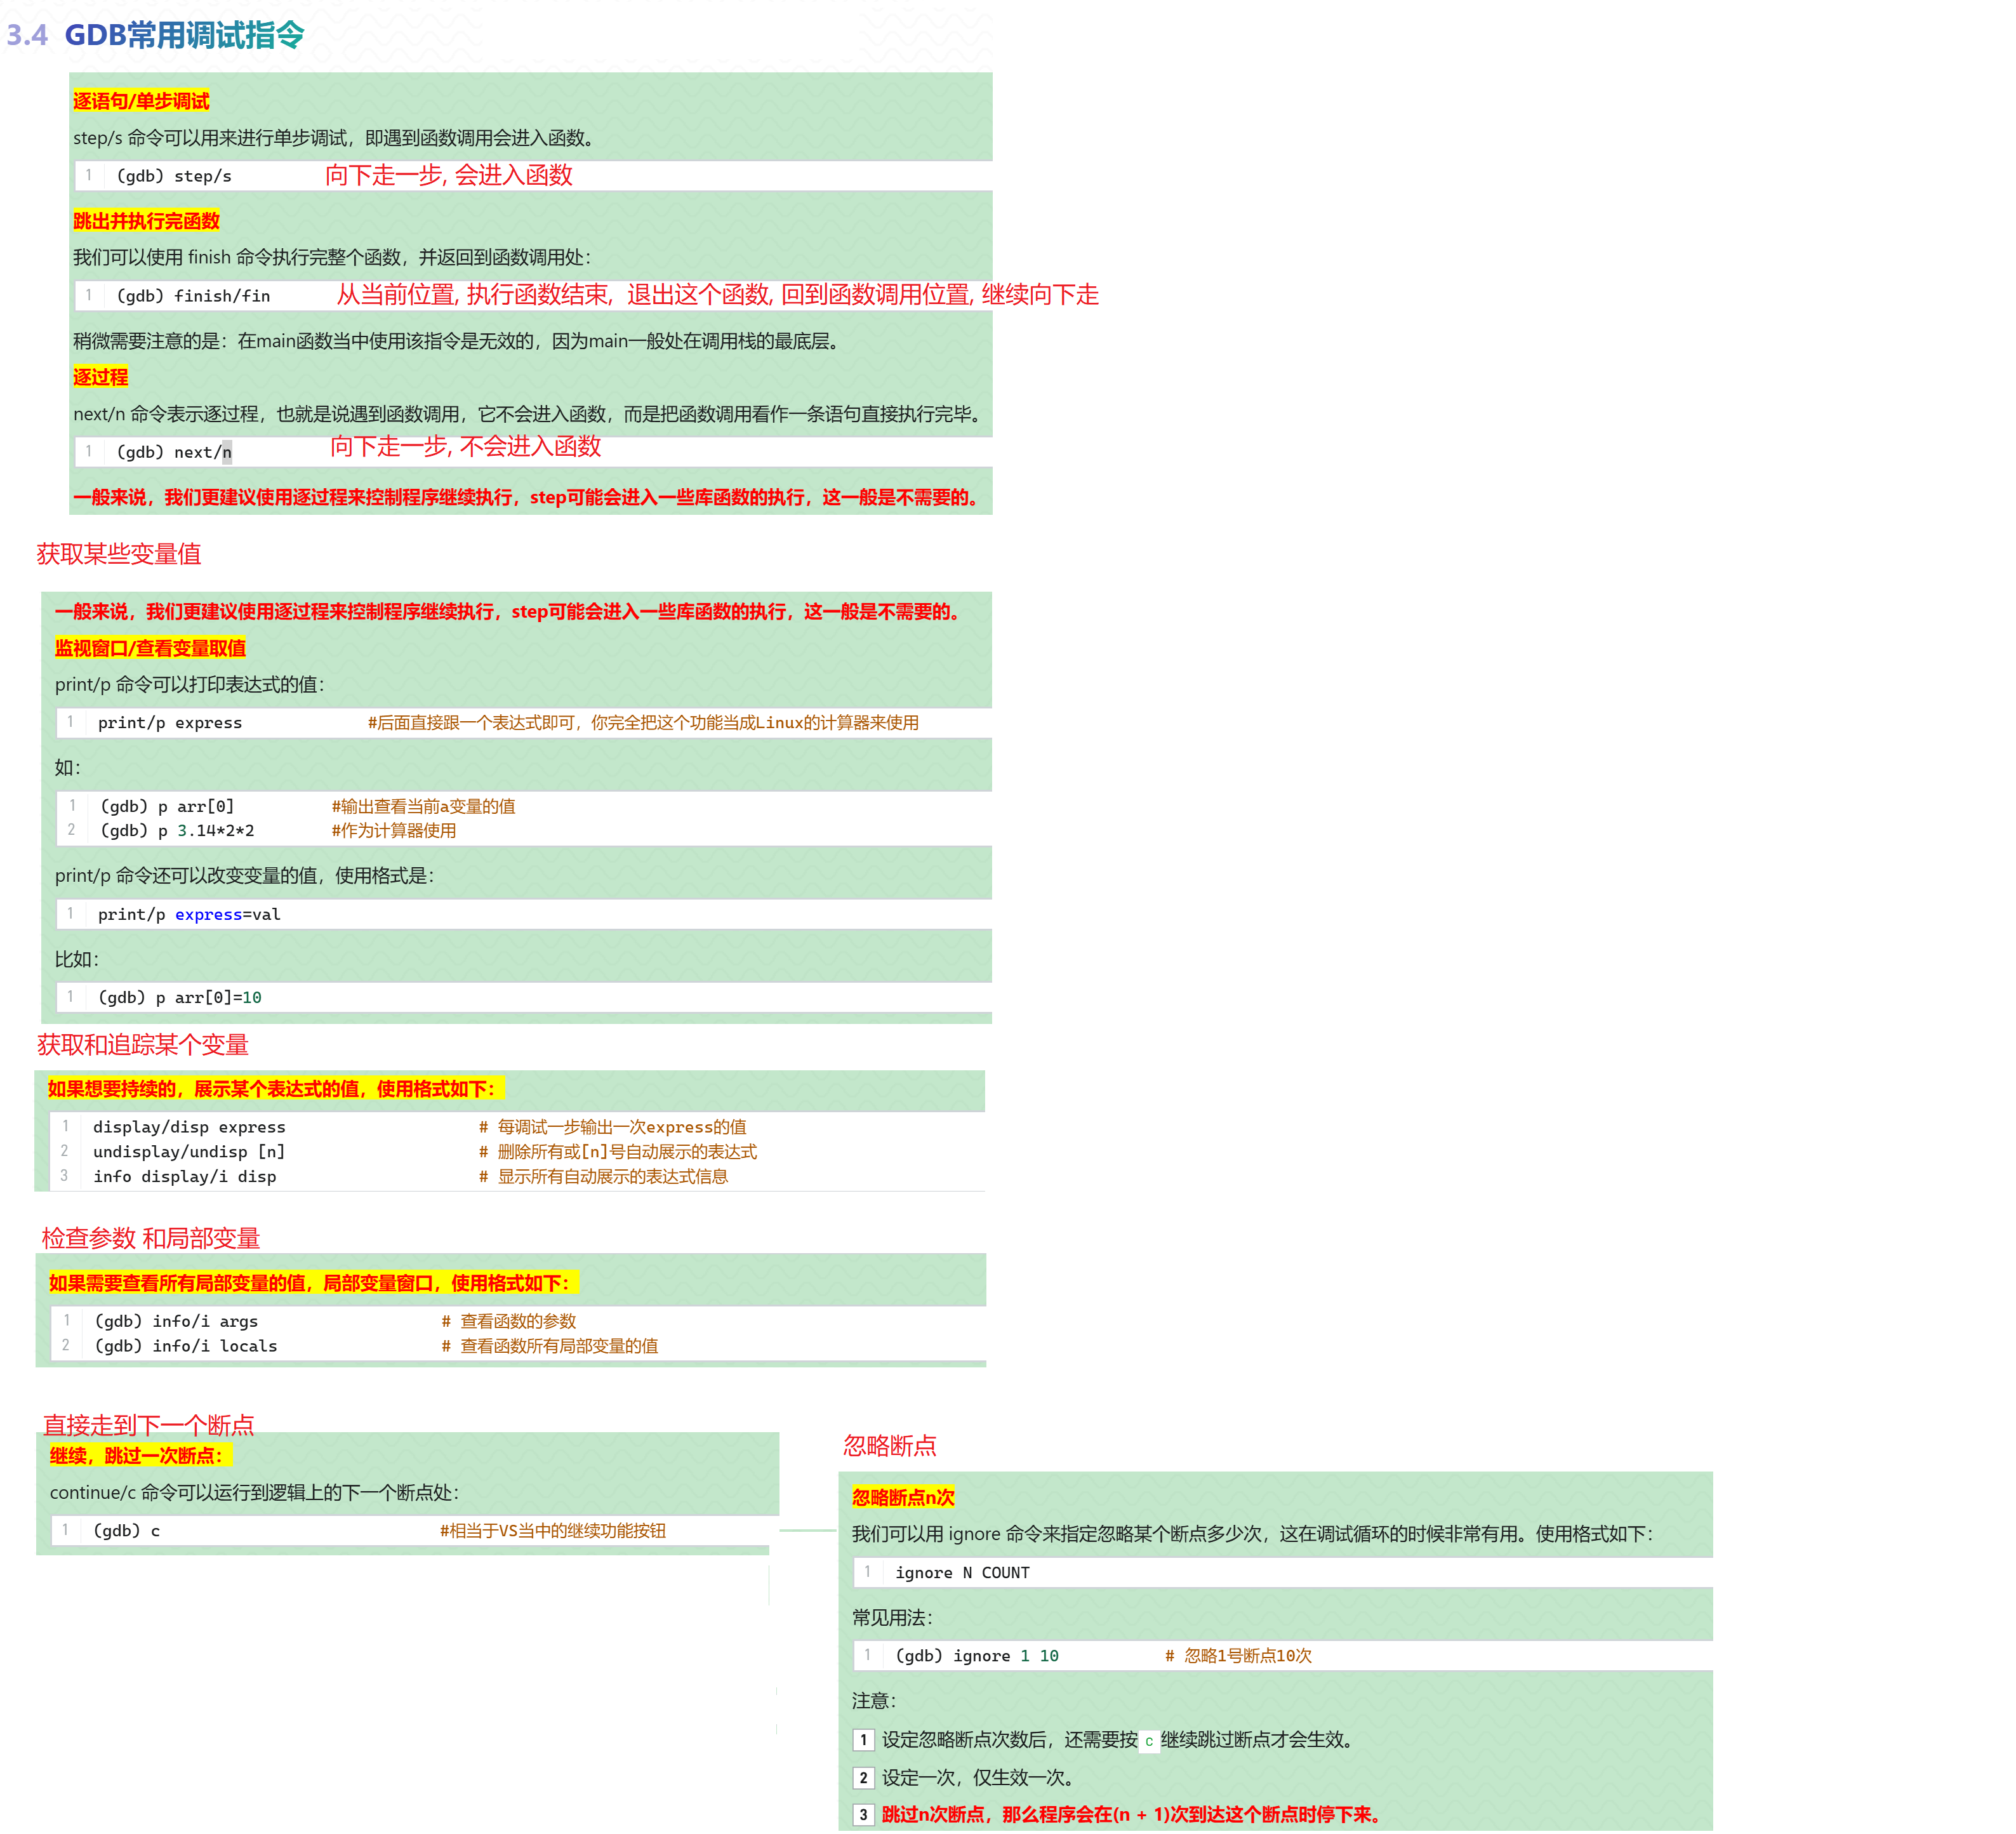 3.4 GDB常用调试指令
逐语句/单步调试
step/s 命令可以用来进行单步调试，即遇到函数调用会进入函数。
1 (gdb) step/s 向下走一步, 会进入函数
跳出并执行完函数
我们可以使用 finish 命令执行完整个函数，并返回到函数调用处：
1 (gdb) finish/fin 从当前位置, 执行函数结束, 退出这个函数, 回到函数调用位置, 继续向下走
稍微需要注意的是：在main函数当中使用该指令是无效的，因为main一般处在调用栈的最底层。
逐过程
next/n 命令表示逐过程，也就是说遇到函数调用，它不会进入函数，而是把函数调用看作一条语句直接执行完毕。
1 (gdb) next/n 向下走一步, 不会进入函数
一般来说，我们更建议使用逐过程来控制程序继续执行，step可能会进入一些库函数的执行，这一般是不需要的。
获取某些变量值
一般来说，我们更建议使用逐过程来控制程序继续执行，step可能会进入一些库函数的执行，这一般是不需要的。
监视窗口/查看变量取值
print/p 命令可以打印表达式的值：
1 print/p express #后面直接跟一个表达式即可，你完全把这个功能当成Linux的计算器来使用
如：
1 (gdb) p arr[0] #输出查看当前a变量的值
2 (gdb) p 3.14*2*2 #作为计算器使用
print/p 命令还可以改变变量的值，使用格式是：
1 print/p express=val
比如：
1 (gdb) p arr[0]=10
获取和追踪某个变量
如果想要持续的，展示某个表达式的值，使用格式如下：
1 display/disp express # 每调试一步输出一次express的值
2 undisplay/undisp [n] # 删除所有或[n]号自动展示的表达式
3 info display/i disp # 显示所有自动展示的表达式信息
检查参数 和局部变量
如果需要查看所有局部变量的值，局部变量窗口，使用格式如下：
1 (gdb) info/i args # 查看函数的参数
2 (gdb) info/i locals # 查看函数所有局部变量的值
直接走到下一个断点
继续，跳过一次断点：
continue/c 命令可以运行到逻辑上的下一个断点处：
1 (gdb) c #相当于VS当中的继续功能按钮
忽略断点
忽略断点n次
我们可以用 ignore 命令来指定忽略某个断点多少次，这在调试循环的时候非常有用。使用格式如下：
1 ignore N COUNT
常见用法：
1 (gdb) ignore 1 10 # 忽略1号断点10次
注意：
1 设定忽略断点次数后，还需要按 c 继续跳过断点才会生效。
2 设定一次，仅生效一次。
3 跳过n次断点，那么程序会在(n + 1)次到达这个断点时停下来。